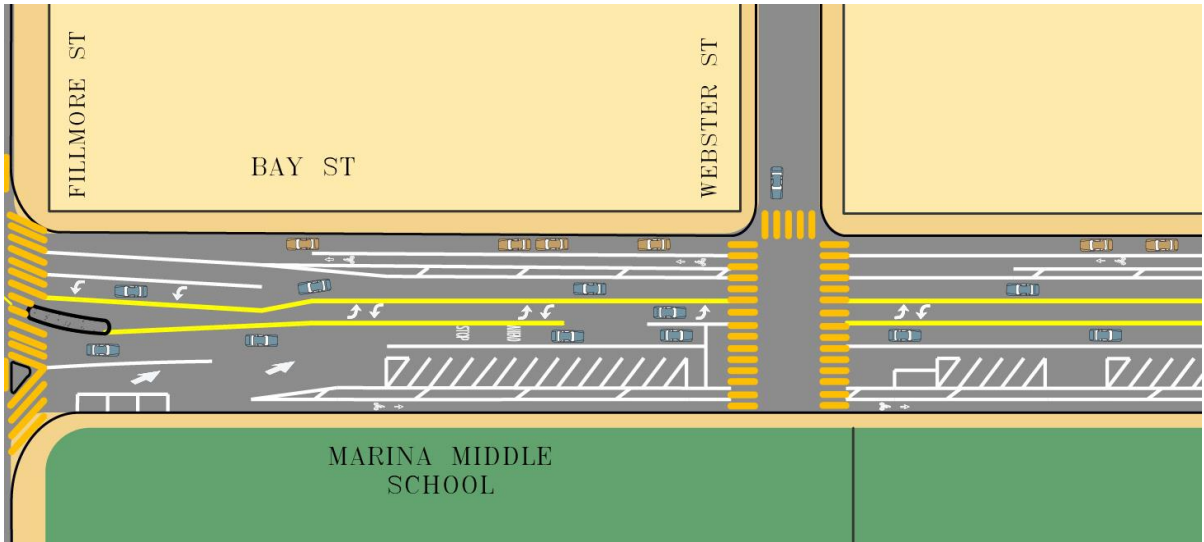 FILLMORE ST
BAY ST
WEBSTER ST
STOP
AHEAD
MARINA MIDDLE
SCHOOL